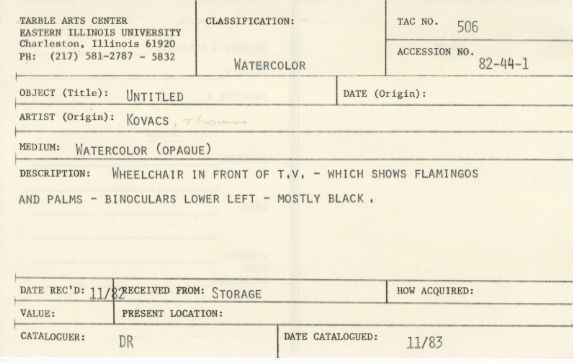 TARBLE ARTS CENTER
EASTERN ILLINOIS UNIVERSITY
Charleston, Illinois 61920
PH: (217) 581-2787 - 5832
CLASSIFICATION:
WATERCOLOR
TAC NO. 506
ACCESSION NO.
82-44-1
OBJECT (Title): UNTITLED
DATE (Origin):
ARTIST (Origin): KOVACS, Thomas
MEDIUM: WATERCOLOR (OPAQUE)
DESCRIPTION: WHEELCHAIR IN FRONT OF T.V. - WHICH SHOWS FLAMINGOS
AND PALMS - BINOCULARS LOWER LEFT - MOSTLY BLACK.
DATE REC'D: 11/82
RECEIVED FROM: STORAGE
HOW ACQUIRED:
VALUE:
PRESENT LOCATION:
CATALOGUER: DR
DATE CATALOGUED: 11/83